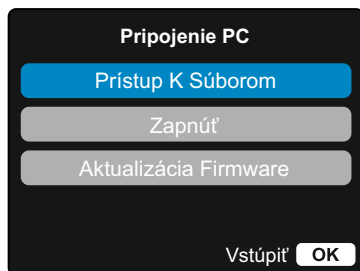 Pripojenie PC
Prístup K Súborom
Zapnúť
Aktualizácia Firmware
Vstúpiť OK